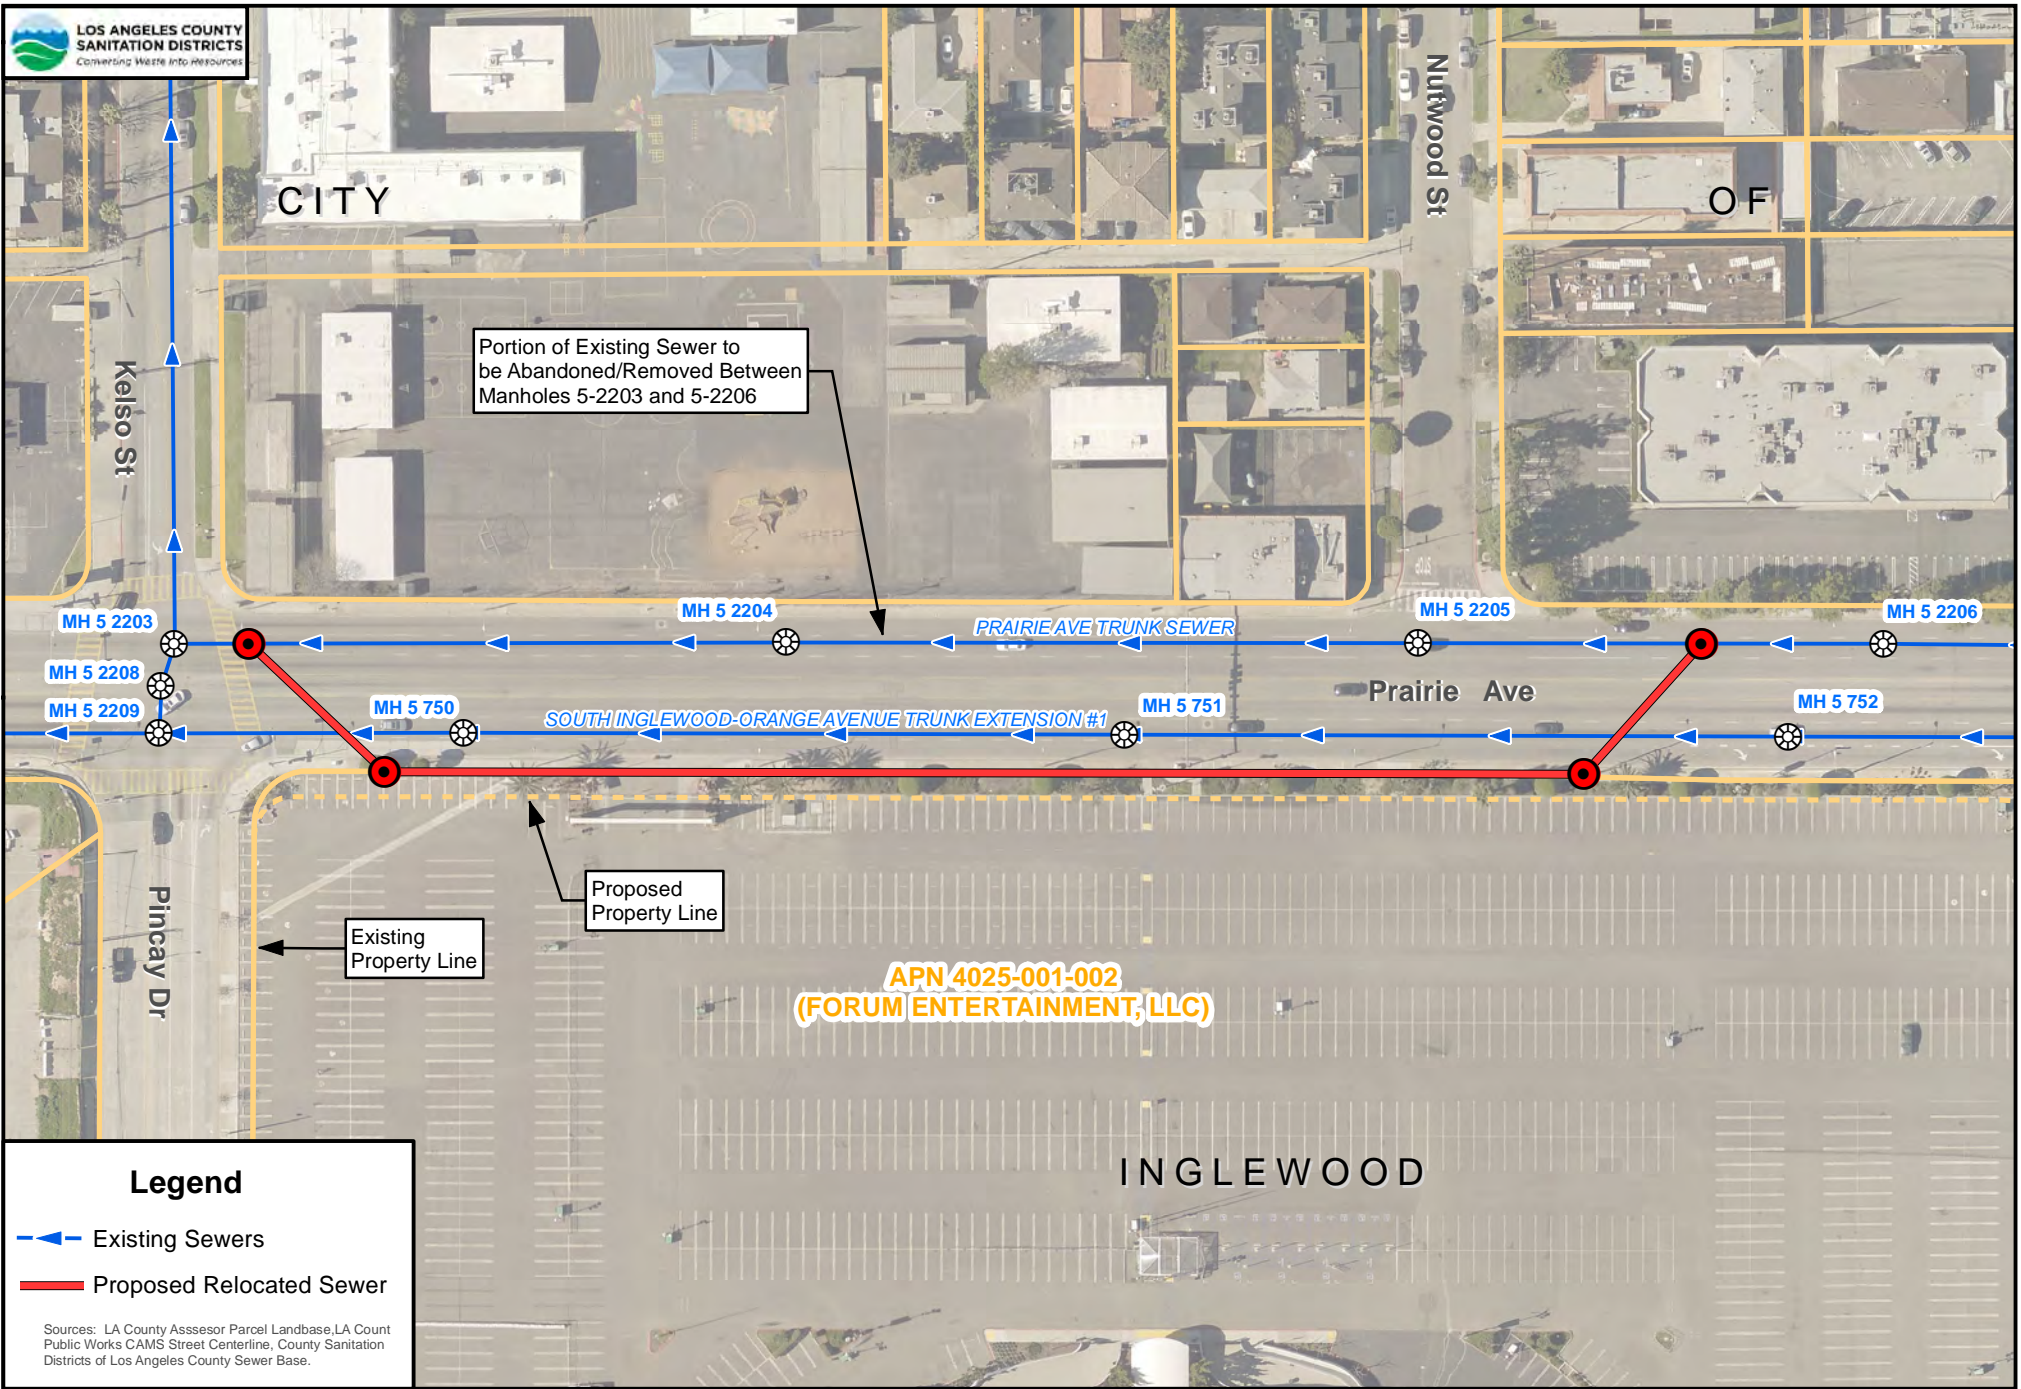 LOS ANGELES COUNTY
SANITATION DISTRICTS
Converting Waste Into Resources
CITY
OF
Nutwood St
Kelso St
Portion of Existing Sewer to
be Abandoned/Removed Between
Manholes 5-2203 and 5-2206
MH 5 2203
MH 5 2204
PRAIRIE AVE TRUNK SEWER
MH 5 2205
MH 5 2206
MH 5 2208
Prairie Ave
MH 5 2209
MH 5 750
SOUTH INGLEWOOD-ORANGE AVENUE TRUNK EXTENSION #1
MH 5 751
MH 5 752
Pincay Dr
Proposed
Property Line
Existing
Property Line
APN 4025-001-002
(FORUM ENTERTAINMENT, LLC)
INGLEWOOD
Legend
Existing Sewers
Proposed Relocated Sewer
Sources: LA County Asssesor Parcel Landbase,LA Count
Public Works CAMS Street Centerline, County Sanitation
Districts of Los Angeles County Sewer Base.